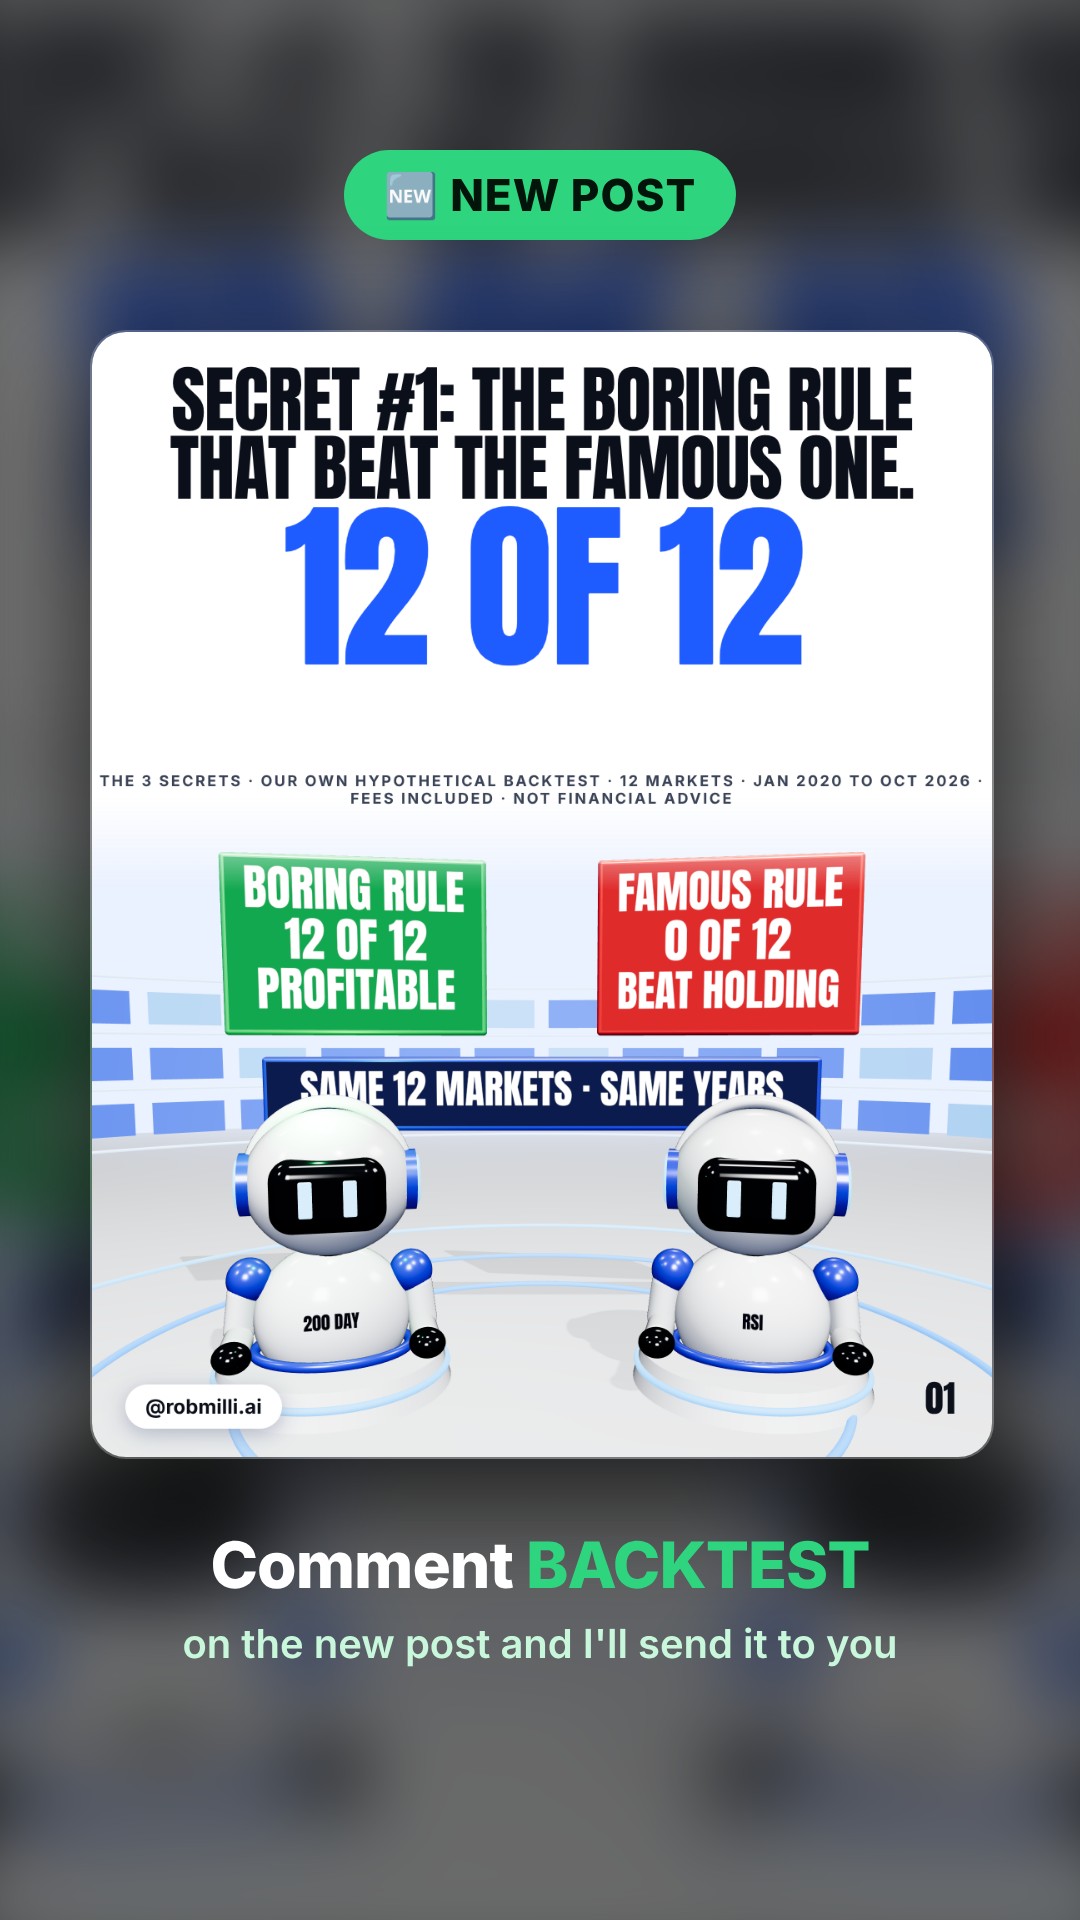 🆕 NEW POST
SECRET #1: THE BORING RULE
THAT BEAT THE FAMOUS ONE.
12 OF 12
THE 3 SECRETS · OUR OWN HYPOTHETICAL BACKTEST · 12 MARKETS · JAN 2020 TO OCT 2026 ·
FEES INCLUDED · NOT FINANCIAL ADVICE
BORING RULE
12 OF 12
PROFITABLE
FAMOUS RULE
0 OF 12
BEAT HOLDING
SAME 12 MARKETS · SAME YEARS
200 DAY
RSI
@robmilli.ai
01
Comment BACKTEST
on the new post and I'll send it to you